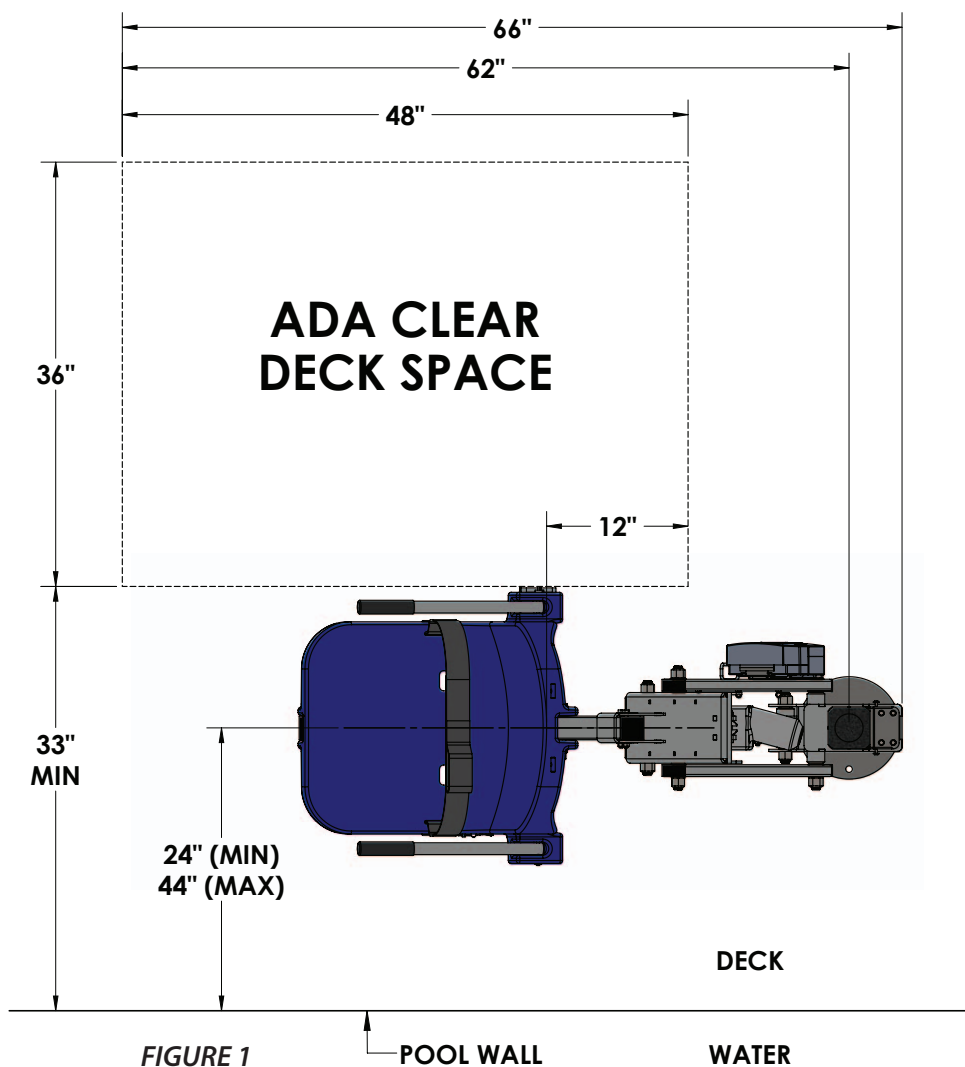 66"
62"
48"
ADA CLEAR
DECK SPACE
36"
12"
33"
MIN
24" (MIN)
44" (MAX)
DECK
FIGURE 1
POOL WALL
WATER